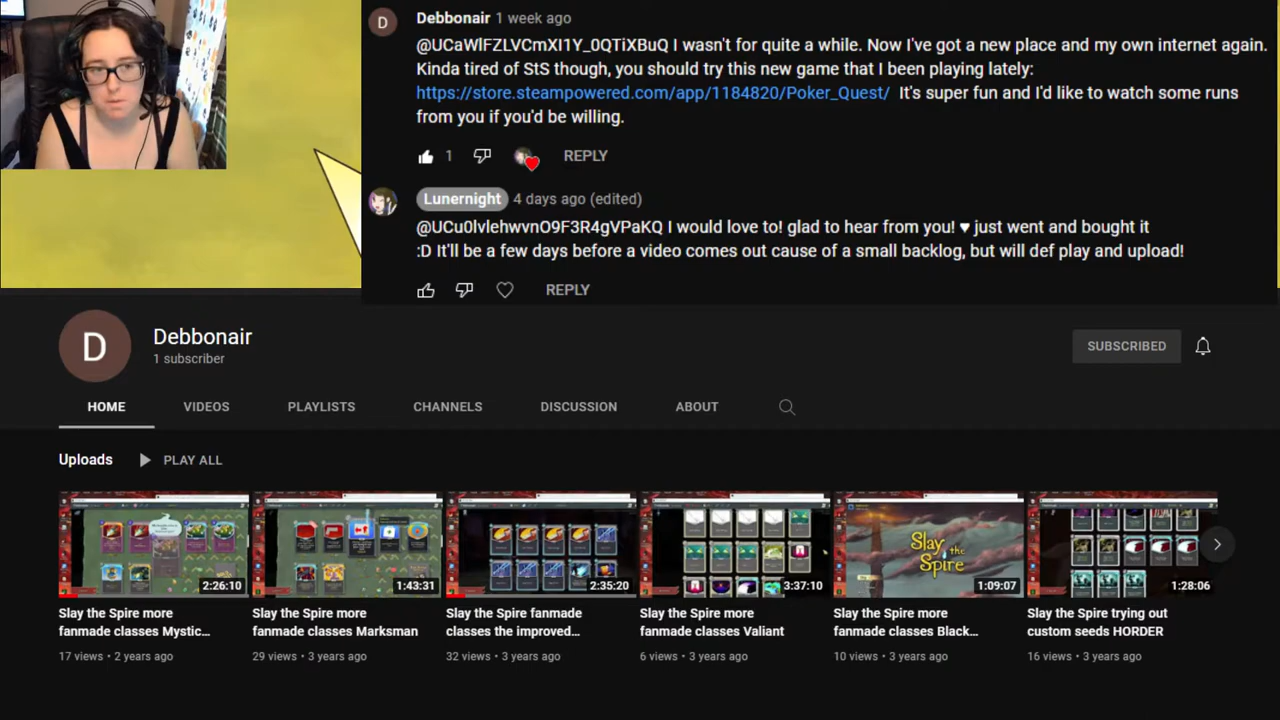 D
Debbonair 1 week ago
@UCaWlFZLVCmXI1Y_0QTiXBuQ I wasn't for quite a while. Now I've got a new place and my own internet again.
Kinda tired of StS though, you should try this new game that I been playing lately:
https://store.steampowered.com/app/1184820/Poker_Quest/ It's super fun and I'd like to watch some runs
from you if you'd be willing.
1 REPLY
Lunernight 4 days ago (edited)
@UCu0lvlehwvnO9F3R4gVPaKQ I would love to! glad to hear from you! ♥ just went and bought it
:D It'll be a few days before a video comes out cause of a small backlog, but will def play and upload!
REPLY
D
Debbonair
1 subscriber
SUBSCRIBED
HOME VIDEOS PLAYLISTS CHANNELS DISCUSSION ABOUT
Uploads PLAY ALL
Slay the Spire
2:26:10 1:43:31 2:35:20 3:37:10 1:09:07 1:28:06
Slay the Spire more Slay the Spire more Slay the Spire fanmade Slay the Spire more Slay the Spire more Slay the Spire trying out
fanmade classes Mystic... fanmade classes Marksman classes the improved... fanmade classes Valiant fanmade classes Black... custom seeds HORDER
17 views • 2 years ago 29 views • 3 years ago 32 views • 3 years ago 6 views • 3 years ago 10 views • 3 years ago 16 views • 3 years ago